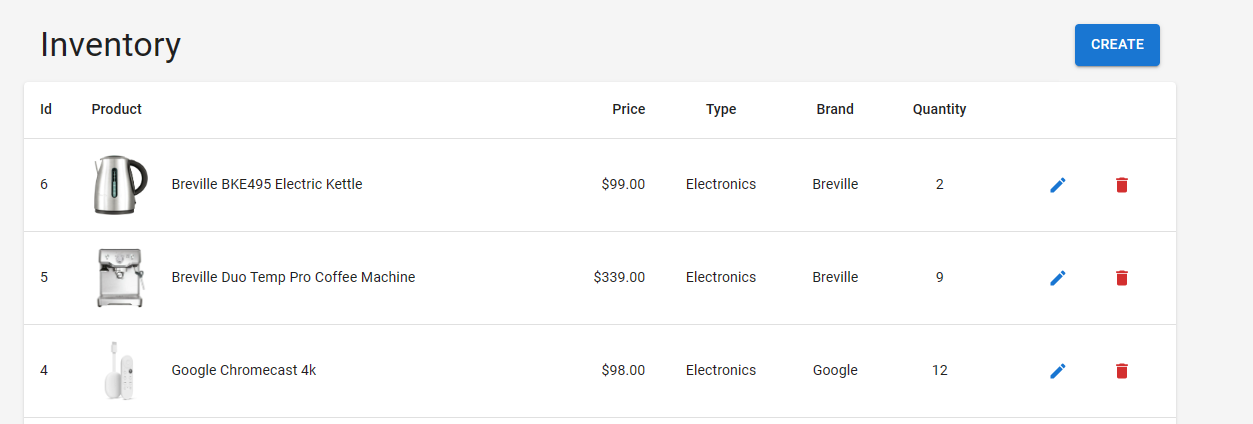 Inventory
CREATE
Id Product Price Type Brand Quantity
6 Breville BKE495 Electric Kettle $99.00 Electronics Breville 2
5 Breville Duo Temp Pro Coffee Machine $339.00 Electronics Breville 9
4 Google Chromecast 4k $98.00 Electronics Google 12